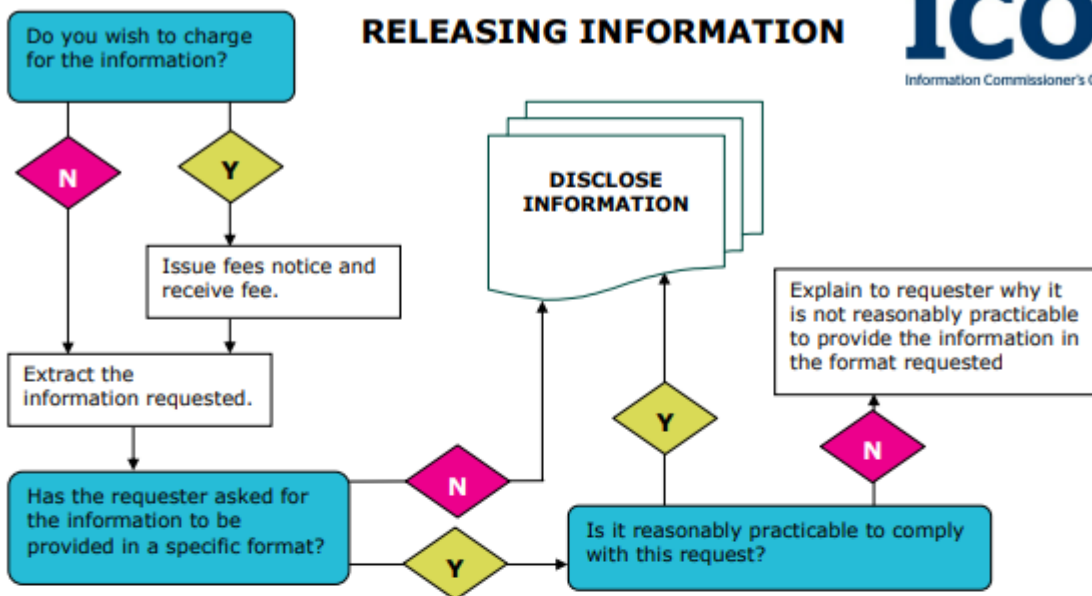 RELEASING INFORMATION
ICO
Information Commissioner's
Do you wish to charge
for the information?
N
Y
Issue fees notice and
receive fee.
Extract the
information requested.
DISCLOSE
INFORMATION
Explain to requester why it
is not reasonably practicable
to provide the information in
the format requested
Y
N
Has the requester asked for
the information to be
provided in a specific format?
N
Y
Is it reasonably practicable to comply
with this request?